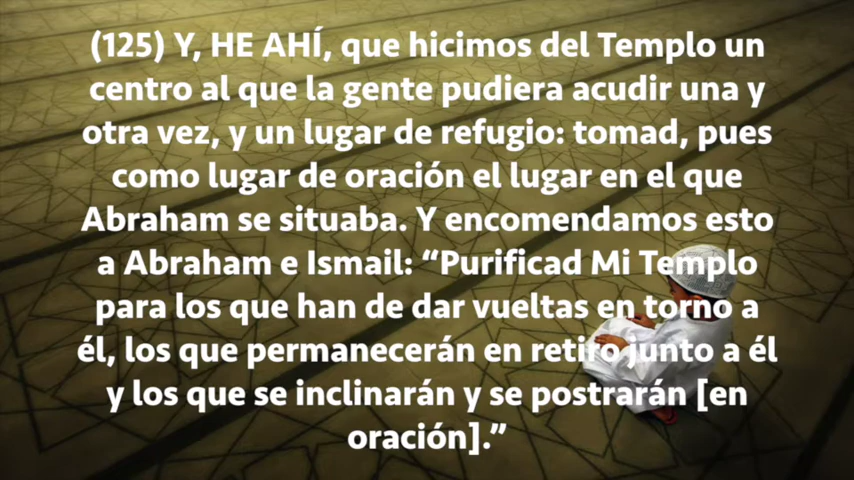 (125) Y, HE AHÍ, que hicimos del Templo un
centro al que la gente pudiera acudir una y
otra vez, y un lugar de refugio: tomad, pues
como lugar de oración el lugar en el que
Abraham se situaba. Y encomendamos esto
a Abraham e Ismail: “Purificad Mi Templo
para los que han de dar vueltas en torno a
él, los que permanecerán en retiro junto a él
y los que se inclinarán y se postrarán [en
oración].”